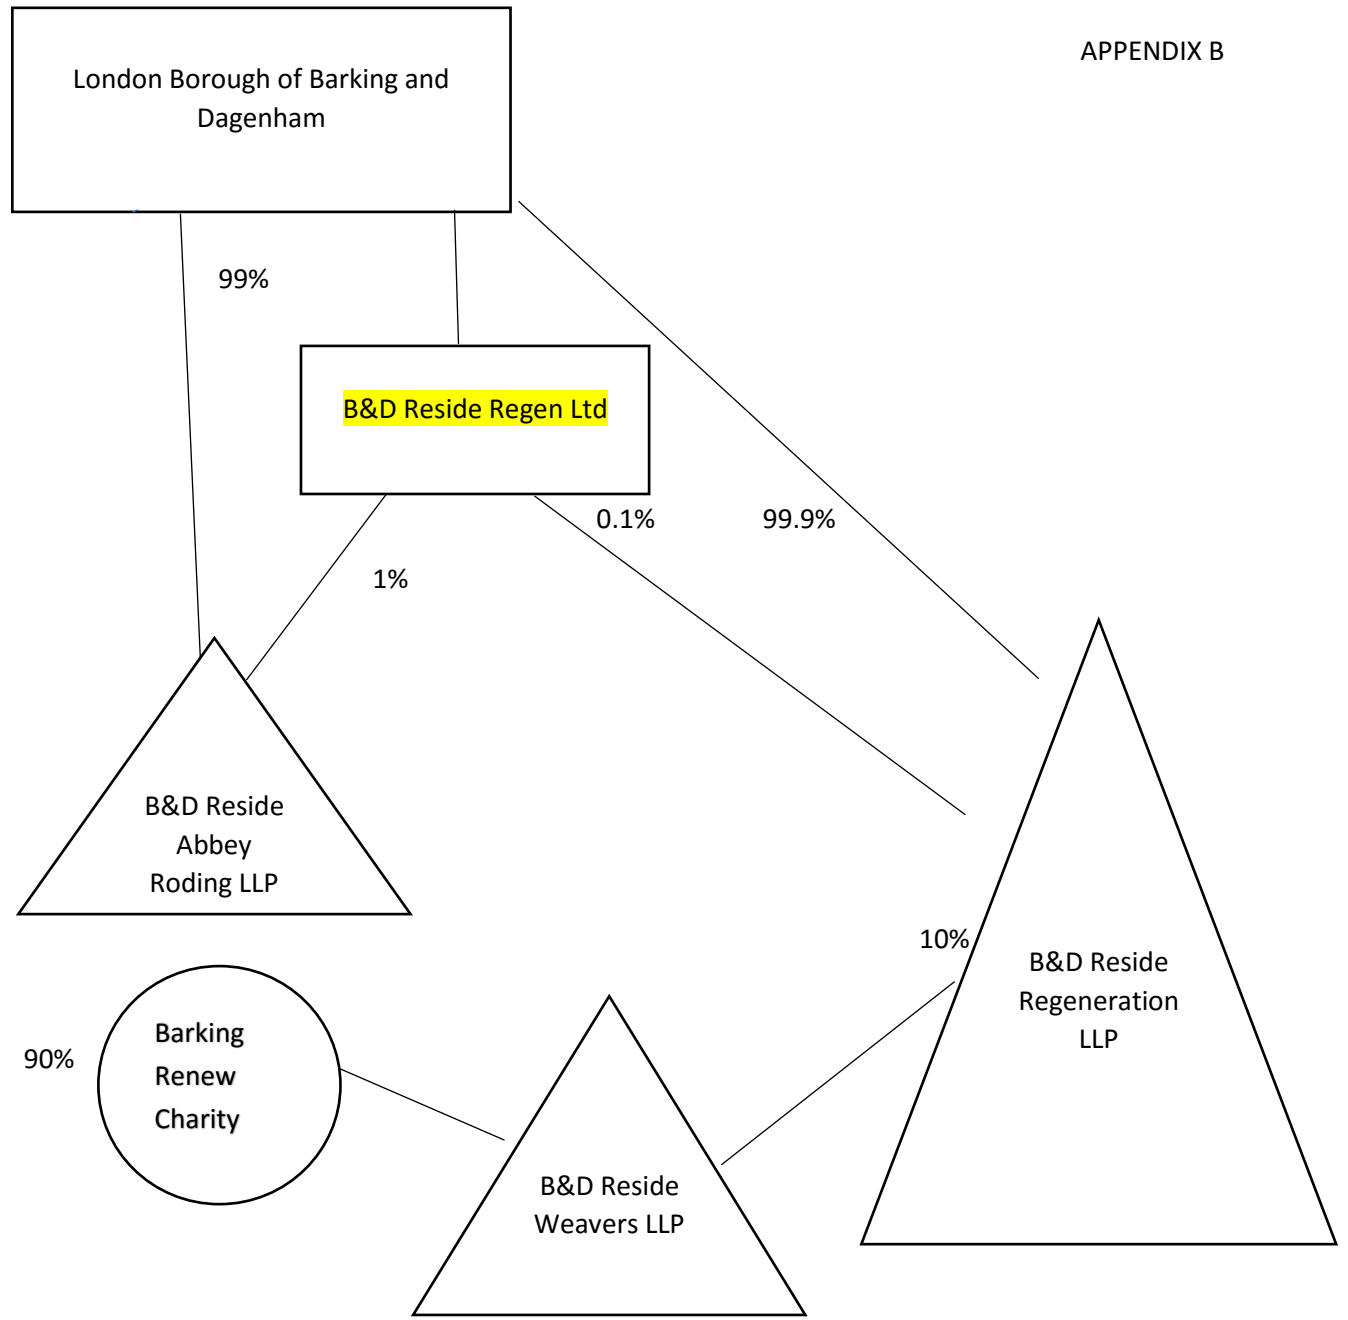 APPENDIX B
London Borough of Barking and
Dagenham
99%
B&D Reside Regen Ltd
0.1%
99.9%
1%
B&D Reside
Abbey
Roding LLP
10%
B&D Reside
Regeneration
LLP
90%
Barking
Renew
Charity
B&D Reside
Weavers LLP